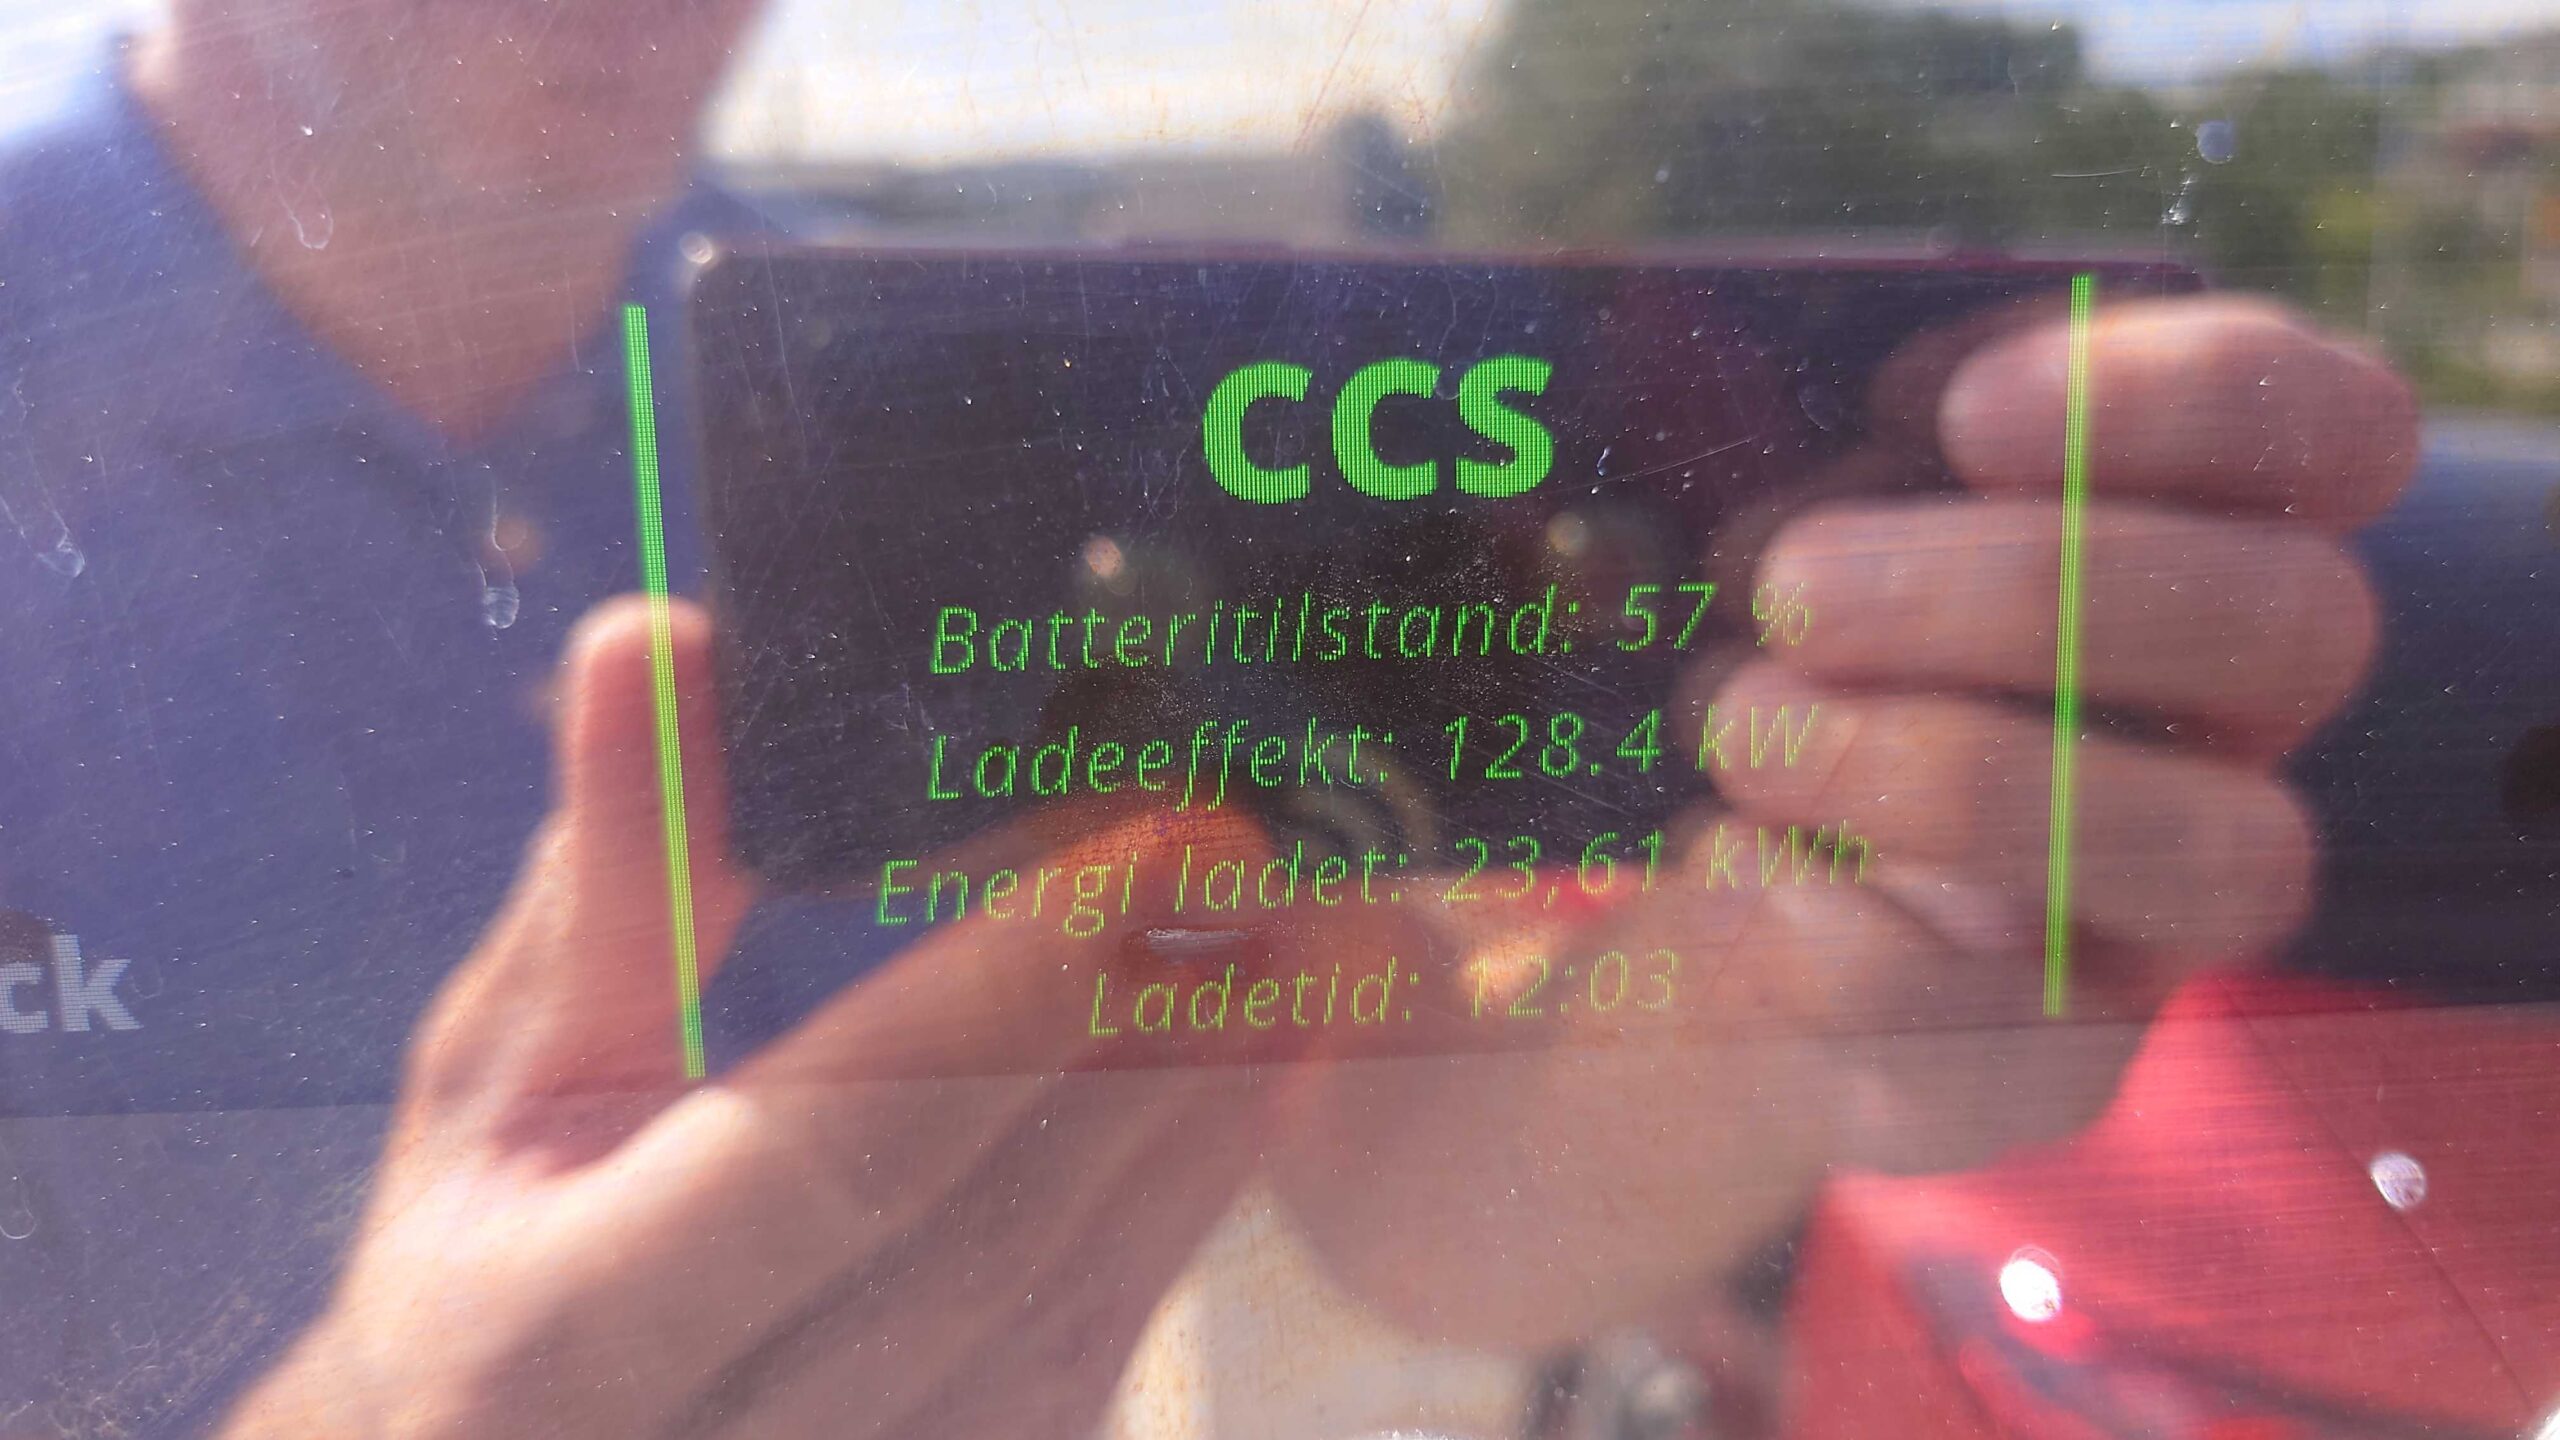 CCS
Batteritilstand: 57 %
Ladeeffekt: 128.4 kW
Energi ladet: 23,61 kWh
Ladetid: 12:03
ck